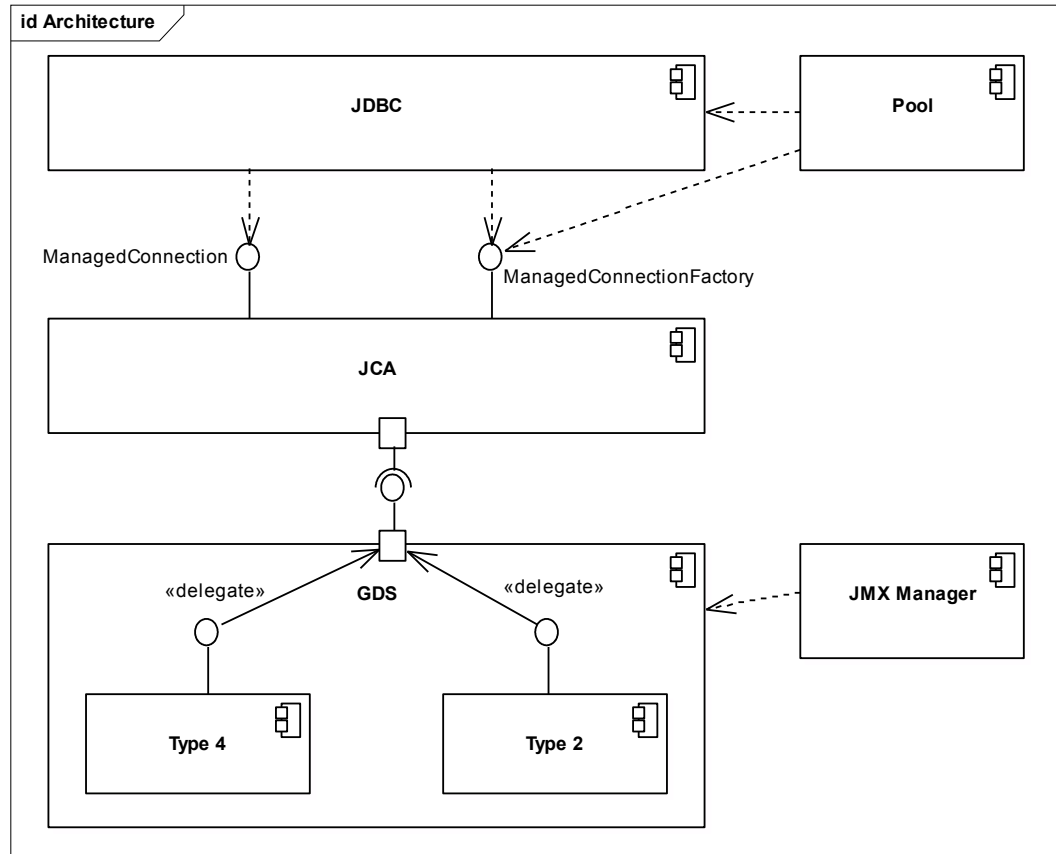 id Architecture
JDBC
Pool
ManagedConnection
ManagedConnectionFactory
JCA
«delegate»
GDS
«delegate»
JMX Manager
Type 4
Type 2